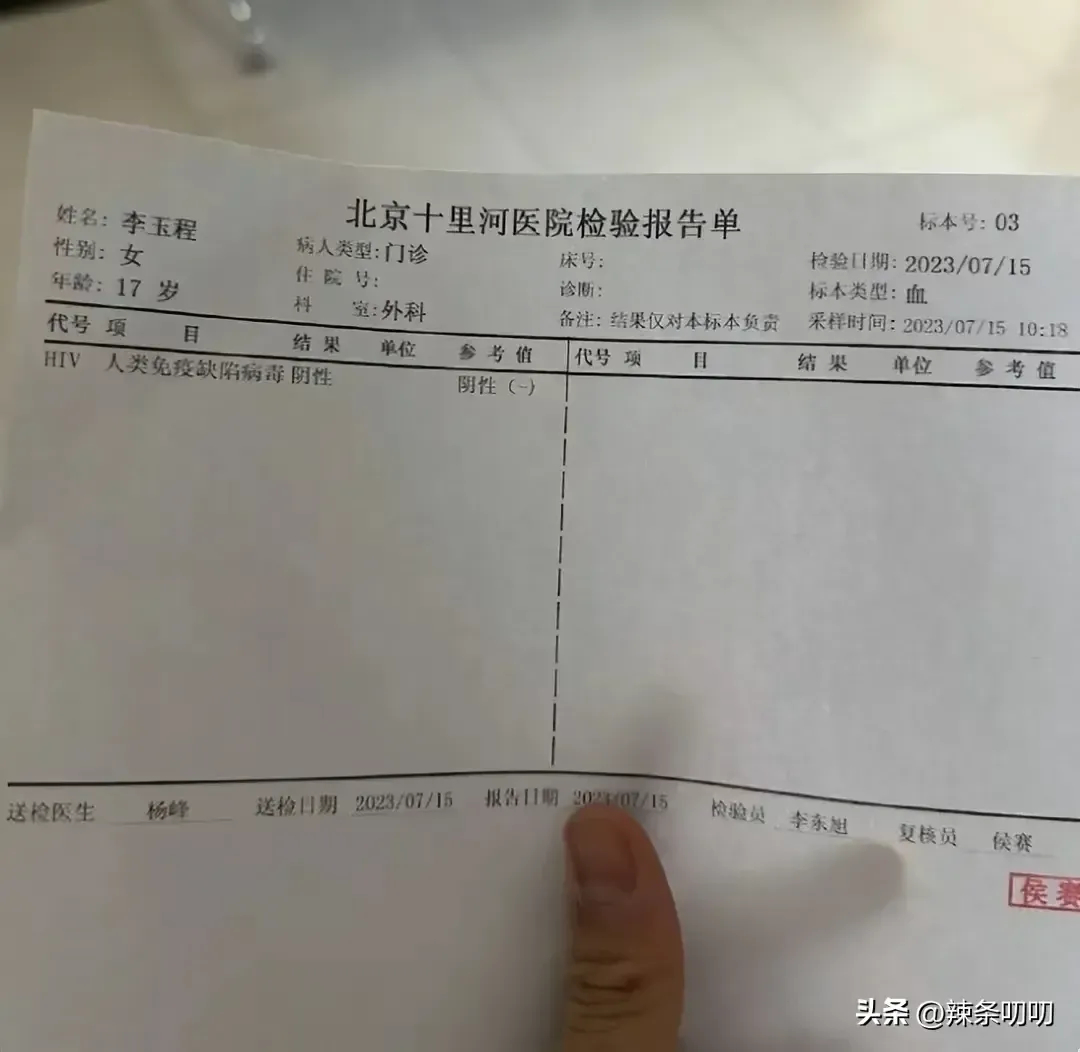 北京十里河医院检验报告单
标本号: 03
姓名: 李玉程
性别: 女
年龄: 17 岁
病人类型: 门诊
住 院 号:
科 室: 外科
床号:
诊断:
备注: 结果仅对本标本负责
检验日期: 2023/07/15
标本类型: 血
采样时间: 2023/07/15 10:18
代号 项 目 结 果 单位 参 考 值 代号 项 目 结 果 单位 参 考 值
HIV 人类免疫缺陷病毒 阴性 阴性 (-)
送检医生 杨峰 送检日期 2023/07/15 报告日期 2023/07/15 检验员 李东旭 复核员 侯赛
侯赛
头条 @辣条叨叨